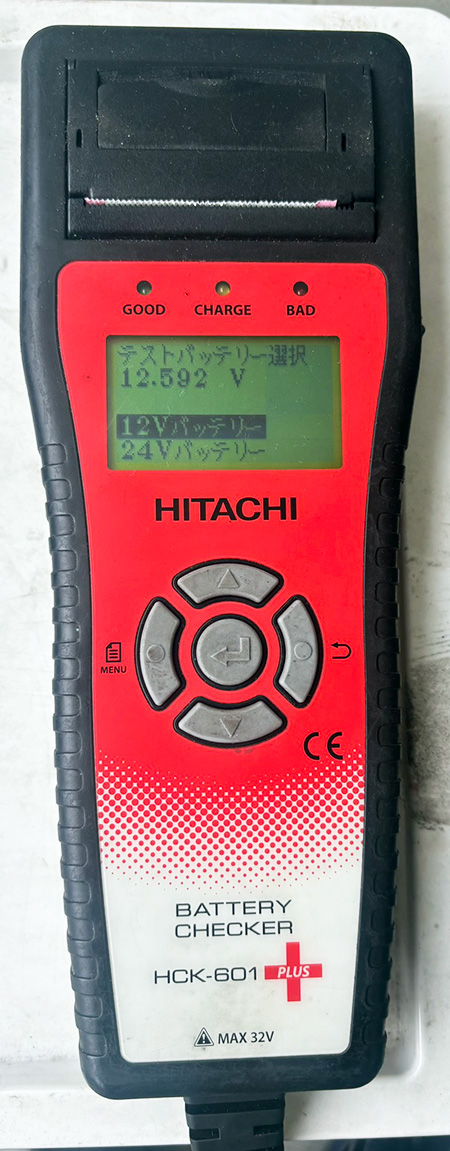 GOOD CHARGE BAD
テストバッテリー選択
12.592 V
12Vバッテリー
24Vバッテリー
HITACHI
MENU
CE
BATTERY
CHECKER
HCK-601 PLUS
MAX 32V